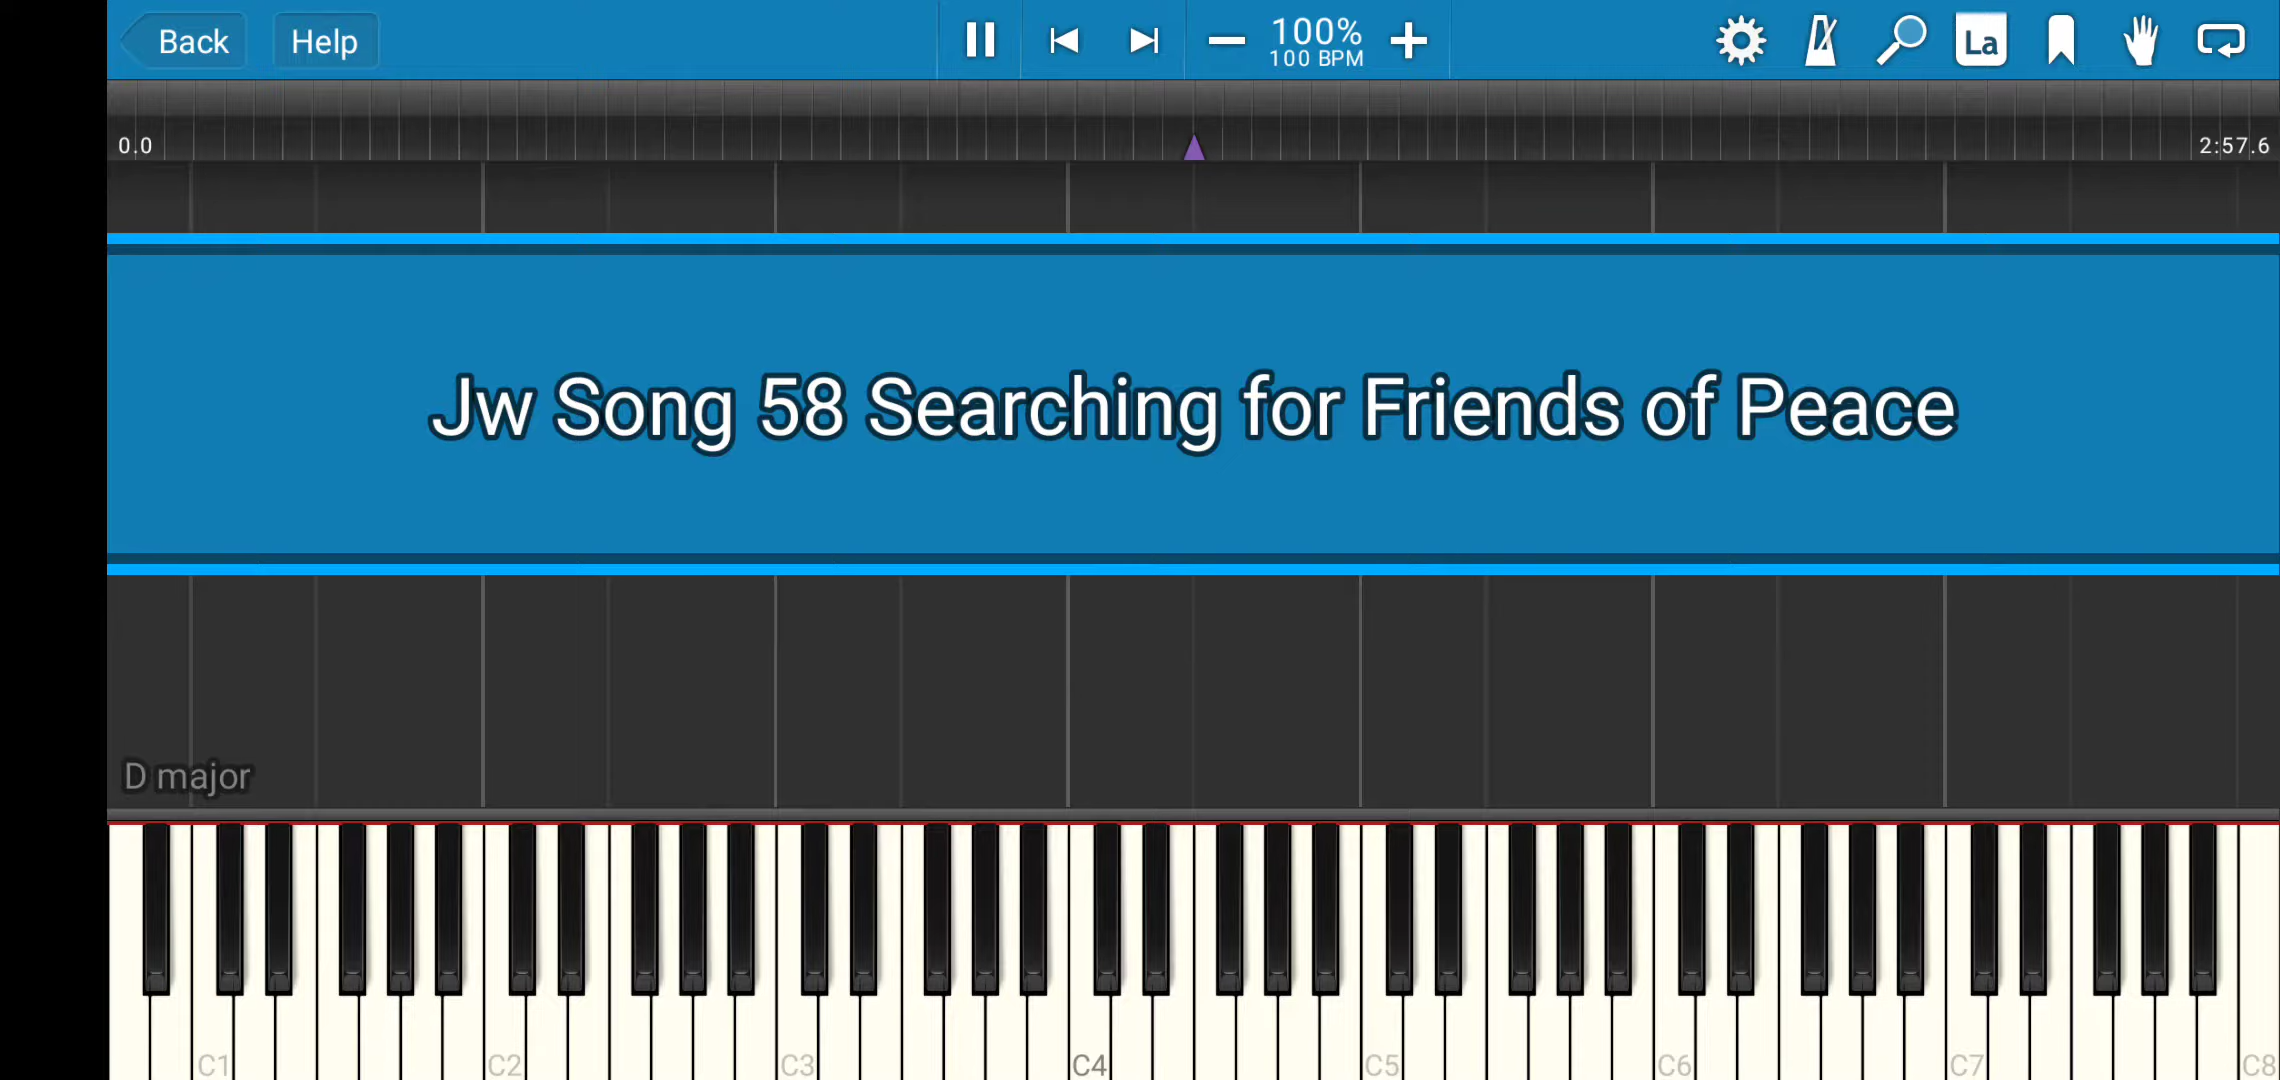 Back Help 100% La
100 BPM
0.0 2:57.6
Jw Song 58 Searching for Friends of Peace
D major
C1 C2 C3 C4 C5 C6 C7 C8